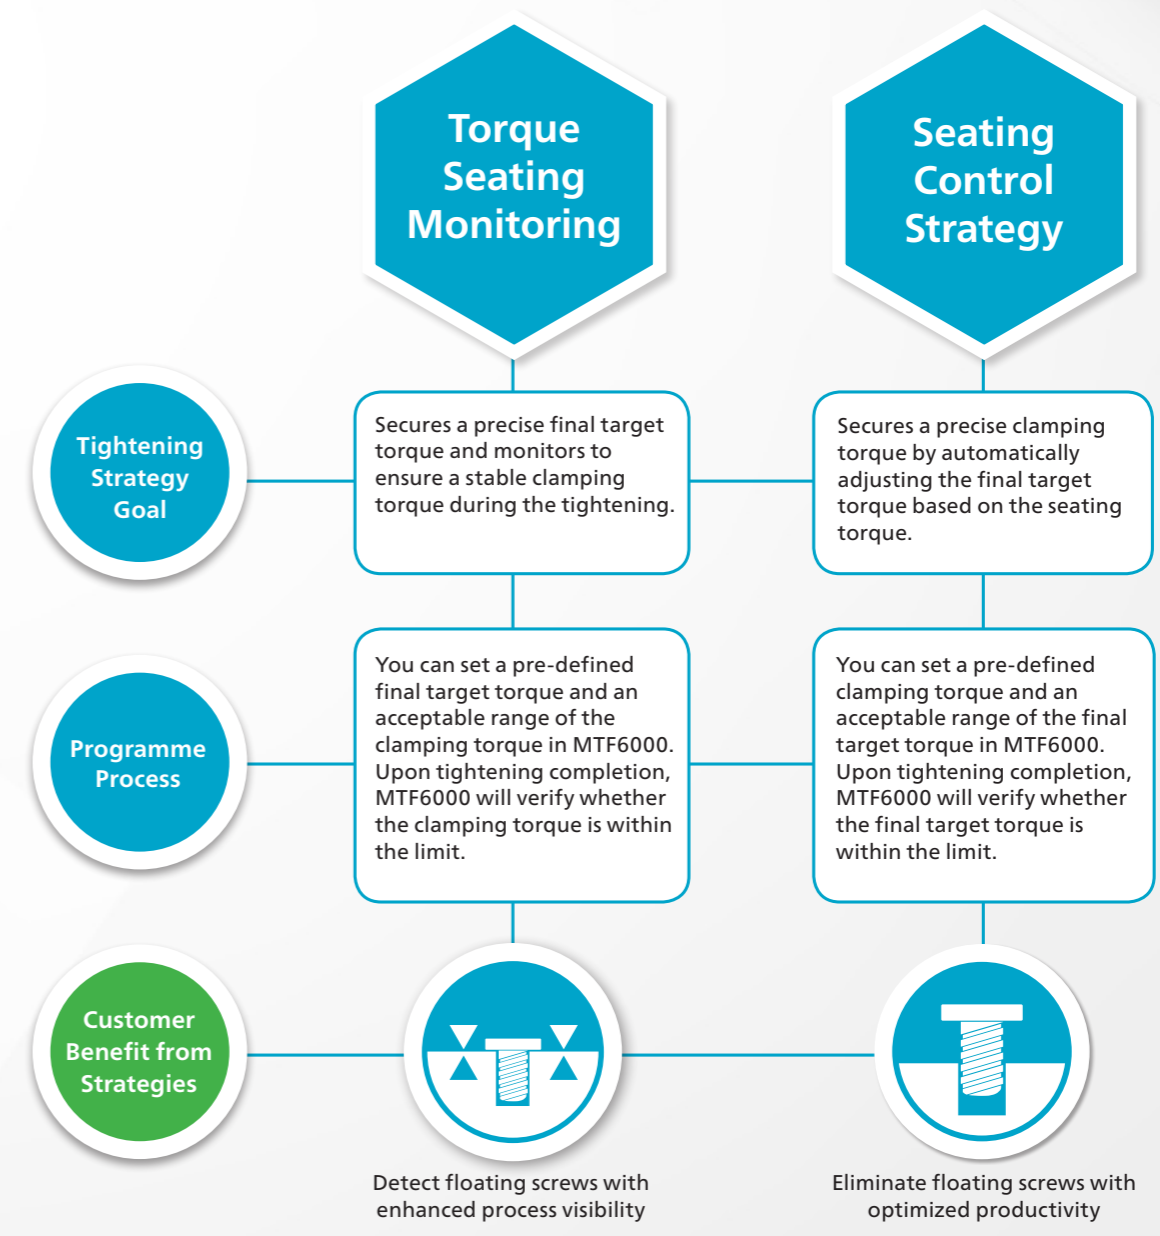 Torque
Seating
Monitoring
Seating
Control
Strategy
Tightening
Strategy
Goal
Secures a precise final target
torque and monitors to
ensure a stable clamping
torque during the tightening.
Secures a precise clamping
torque by automatically
adjusting the final target
torque based on the seating
torque.
Programme
Process
You can set a pre-defined
final target torque and an
acceptable range of the
clamping torque in MTF6000.
Upon tightening completion,
MTF6000 will verify whether
the clamping torque is within
the limit.
You can set a pre-defined
clamping torque and an
acceptable range of the final
target torque in MTF6000.
Upon tightening completion,
MTF6000 will verify whether
the final target torque is
within the limit.
Customer
Benefit from
Strategies
Detect floating screws with
enhanced process visibility
Eliminate floating screws with
optimized productivity